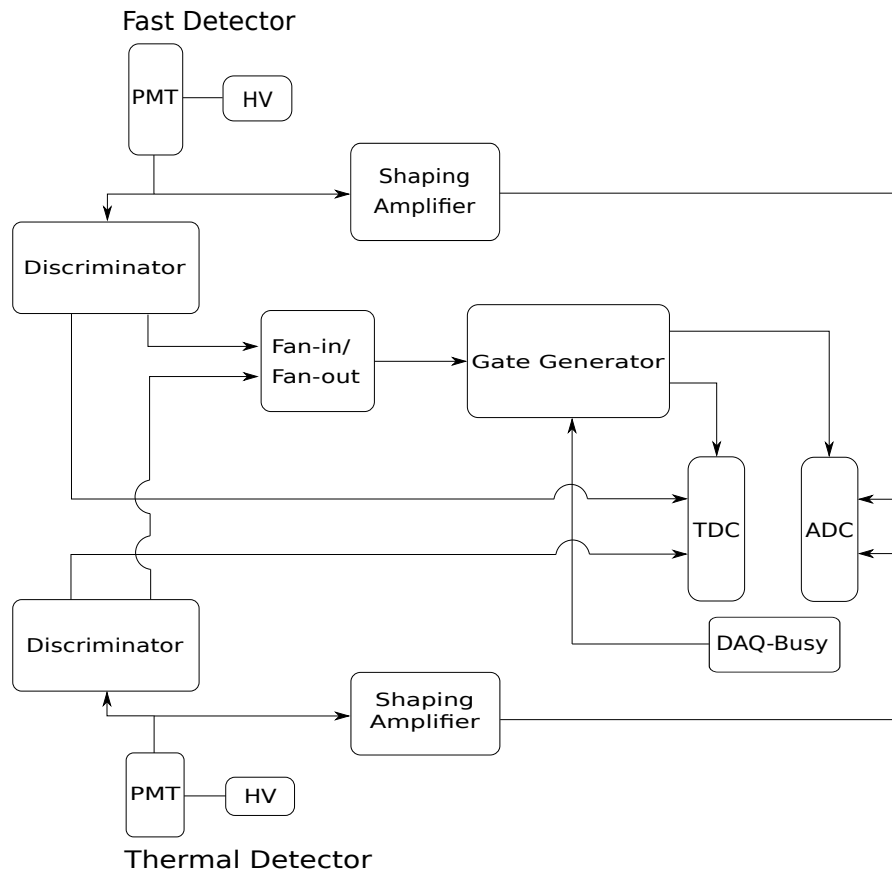 Fast Detector
PMT
HV
Shaping
Amplifier
Discriminator
Fan-in/
Fan-out
Gate Generator
TDC
ADC
DAQ-Busy
Discriminator
Shaping
Amplifier
PMT
HV
Thermal Detector